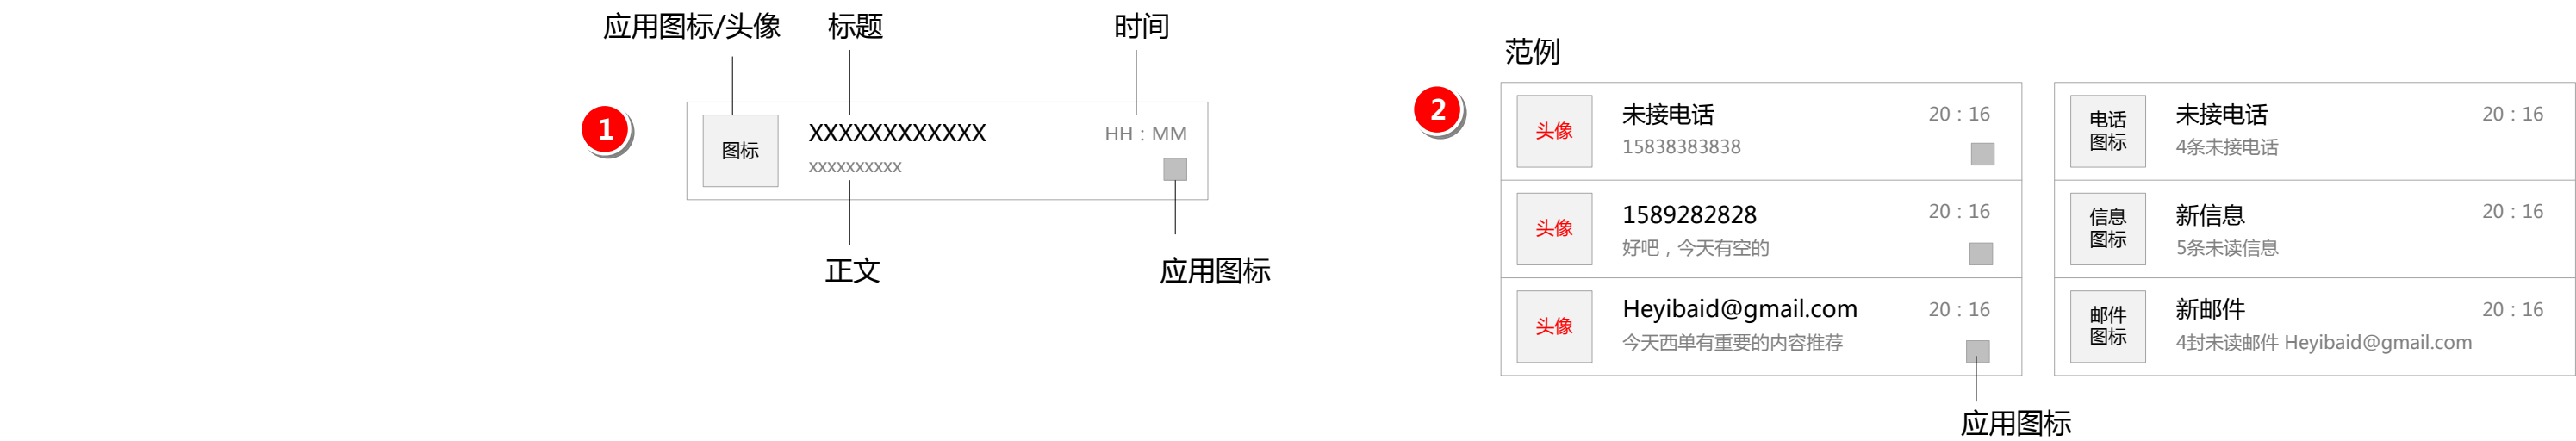 应用图标/头像
标题
时间
1
图标
XXXXXXXXXXXX
HH：MM
xxxxxxxxxx
正文
应用图标
范例
2
头像
未接电话
20：16
15838383838
头像
1589282828
20：16
好吧，今天有空的
头像
Heyibaid@gmail.com
20：16
今天西单有重要的内容推荐
应用图标
电话
图标
未接电话
20：16
4条未接电话
信息
图标
新信息
20：16
5条未读信息
邮件
图标
新邮件
20：16
4封未读邮件 Heyibaid@gmail.com